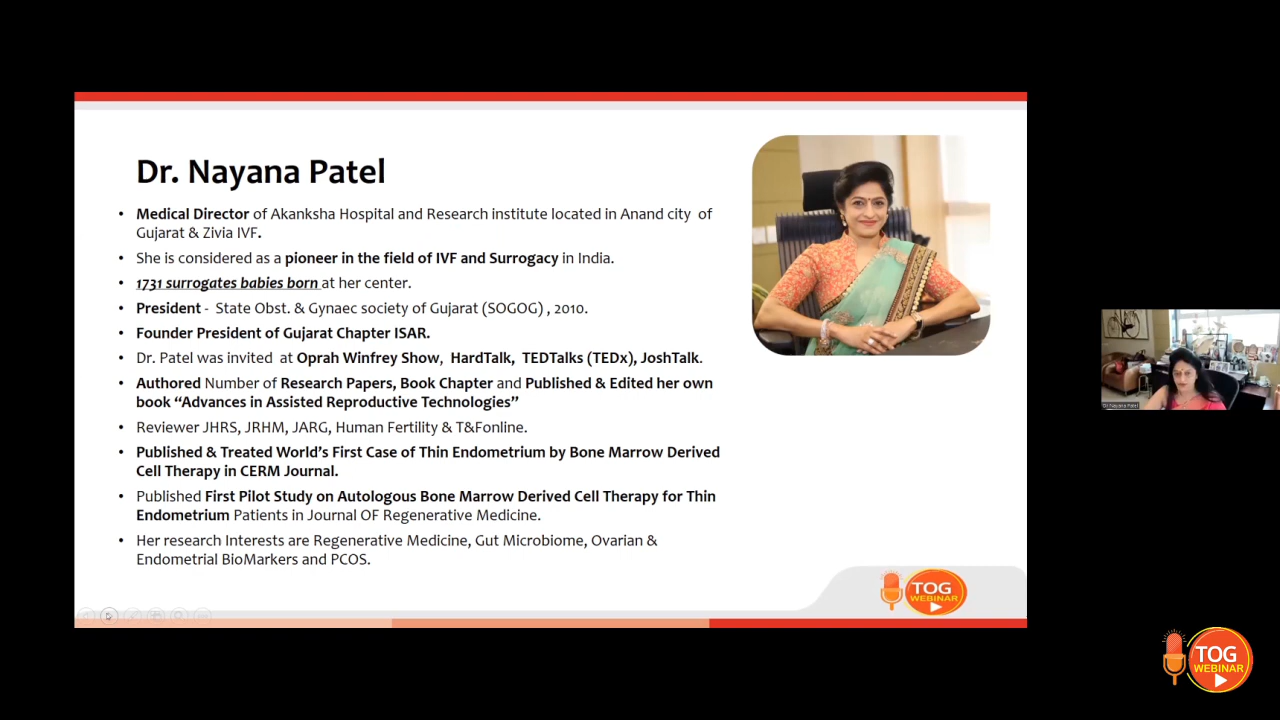 Dr. Nayana Patel
• Medical Director of Akanksha Hospital and Research institute located in Anand city of
Gujarat & Zivia IVF.
• She is considered as a pioneer in the field of IVF and Surrogacy in India.
• 1731 surrogates babies born at her center.
• President - State Obst. & Gynaec society of Gujarat (SOGOG) , 2010.
• Founder President of Gujarat Chapter ISAR.
• Dr. Patel was invited at Oprah Winfrey Show, HardTalk, TEDTalks (TEDx), JoshTalk.
• Authored Number of Research Papers, Book Chapter and Published & Edited her own
book “Advances in Assisted Reproductive Technologies”
• Reviewer JHRS, JRHM, JARG, Human Fertility & T&Fonline.
• Published & Treated World’s First Case of Thin Endometrium by Bone Marrow Derived
Cell Therapy in CERM Journal.
• Published First Pilot Study on Autologous Bone Marrow Derived Cell Therapy for Thin
Endometrium Patients in Journal OF Regenerative Medicine.
• Her research Interests are Regenerative Medicine, Gut Microbiome, Ovarian &
Endometrial BioMarkers and PCOS.
TOG
WEBINAR
Dr Nayana Patel
TOG
WEBINAR